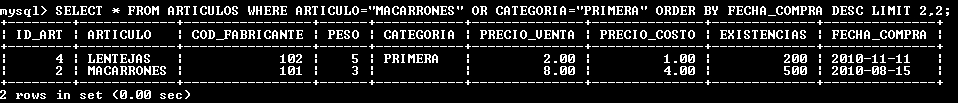 mysql> SELECT * FROM ARTICULOS WHERE ARTICULO="MACARRONES" OR CATEGORIA="PRIMERA" ORDER BY FECHA_COMPRA DESC LIMIT 2,2;
+--------+------------+----------------+------+-----------+--------------+--------------+-------------+--------------+
| ID_ART | ARTICULO | COD_FABRICANTE | PESO | CATEGORIA | PRECIO_VENTA | PRECIO_COSTO | EXISTENCIAS | FECHA_COMPRA |
+--------+------------+----------------+------+-----------+--------------+--------------+-------------+--------------+
| 4 | LENTEJAS | 102 | 5 | PRIMERA | 2.00 | 1.00 | 200 | 2010-11-11 |
| 2 | MACARRONES | 101 | 3 | | 8.00 | 4.00 | 500 | 2010-08-15 |
+--------+------------+----------------+------+-----------+--------------+--------------+-------------+--------------+
2 rows in set (0.00 sec)